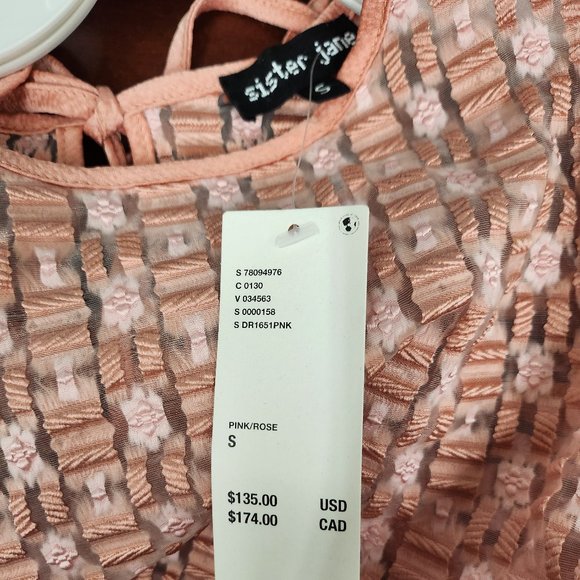 sister jane
S
S 78094976
C 0130
V 034563
S 0000158
S DR1651PNK
PINK/ROSE
S
$135.00 USD
$174.00 CAD